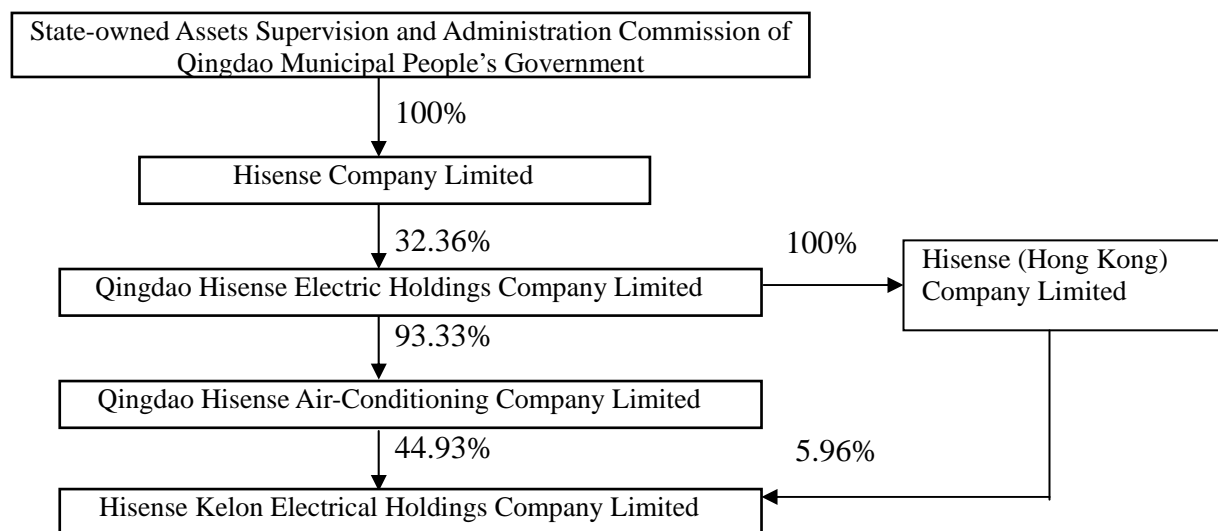 State-owned Assets Supervision and Administration Commission of
Qingdao Municipal People’s Government
100%
Hisense Company Limited
32.36%
100%
Qingdao Hisense Electric Holdings Company Limited
Hisense (Hong Kong)
Company Limited
93.33%
Qingdao Hisense Air-Conditioning Company Limited
44.93%
5.96%
Hisense Kelon Electrical Holdings Company Limited